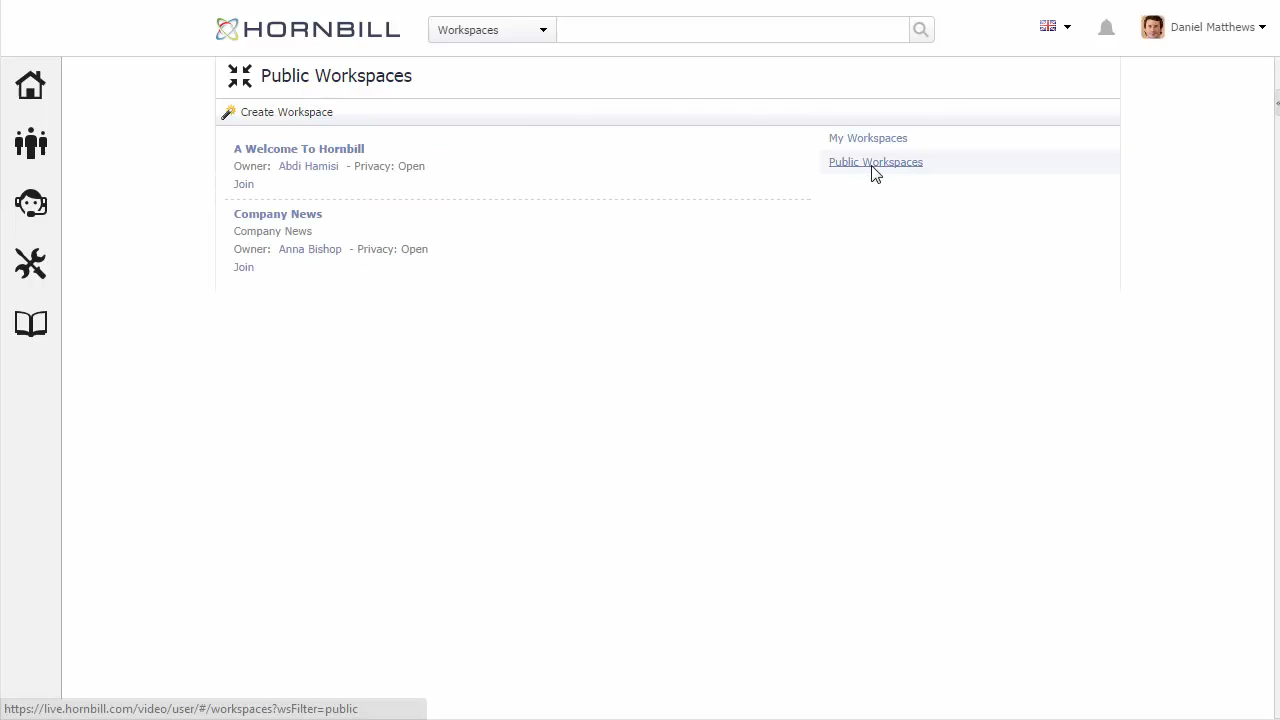 HORNBILL
Workspaces
Daniel Matthews
Public Workspaces
Create Workspace
A Welcome To Hornbill
Owner: Abdi Hamisi - Privacy: Open
Join
Company News
Company News
Owner: Anna Bishop - Privacy: Open
Join
My Workspaces
Public Workspaces
https://live.hornbill.com/video/user/#/workspaces?wsFilter=public